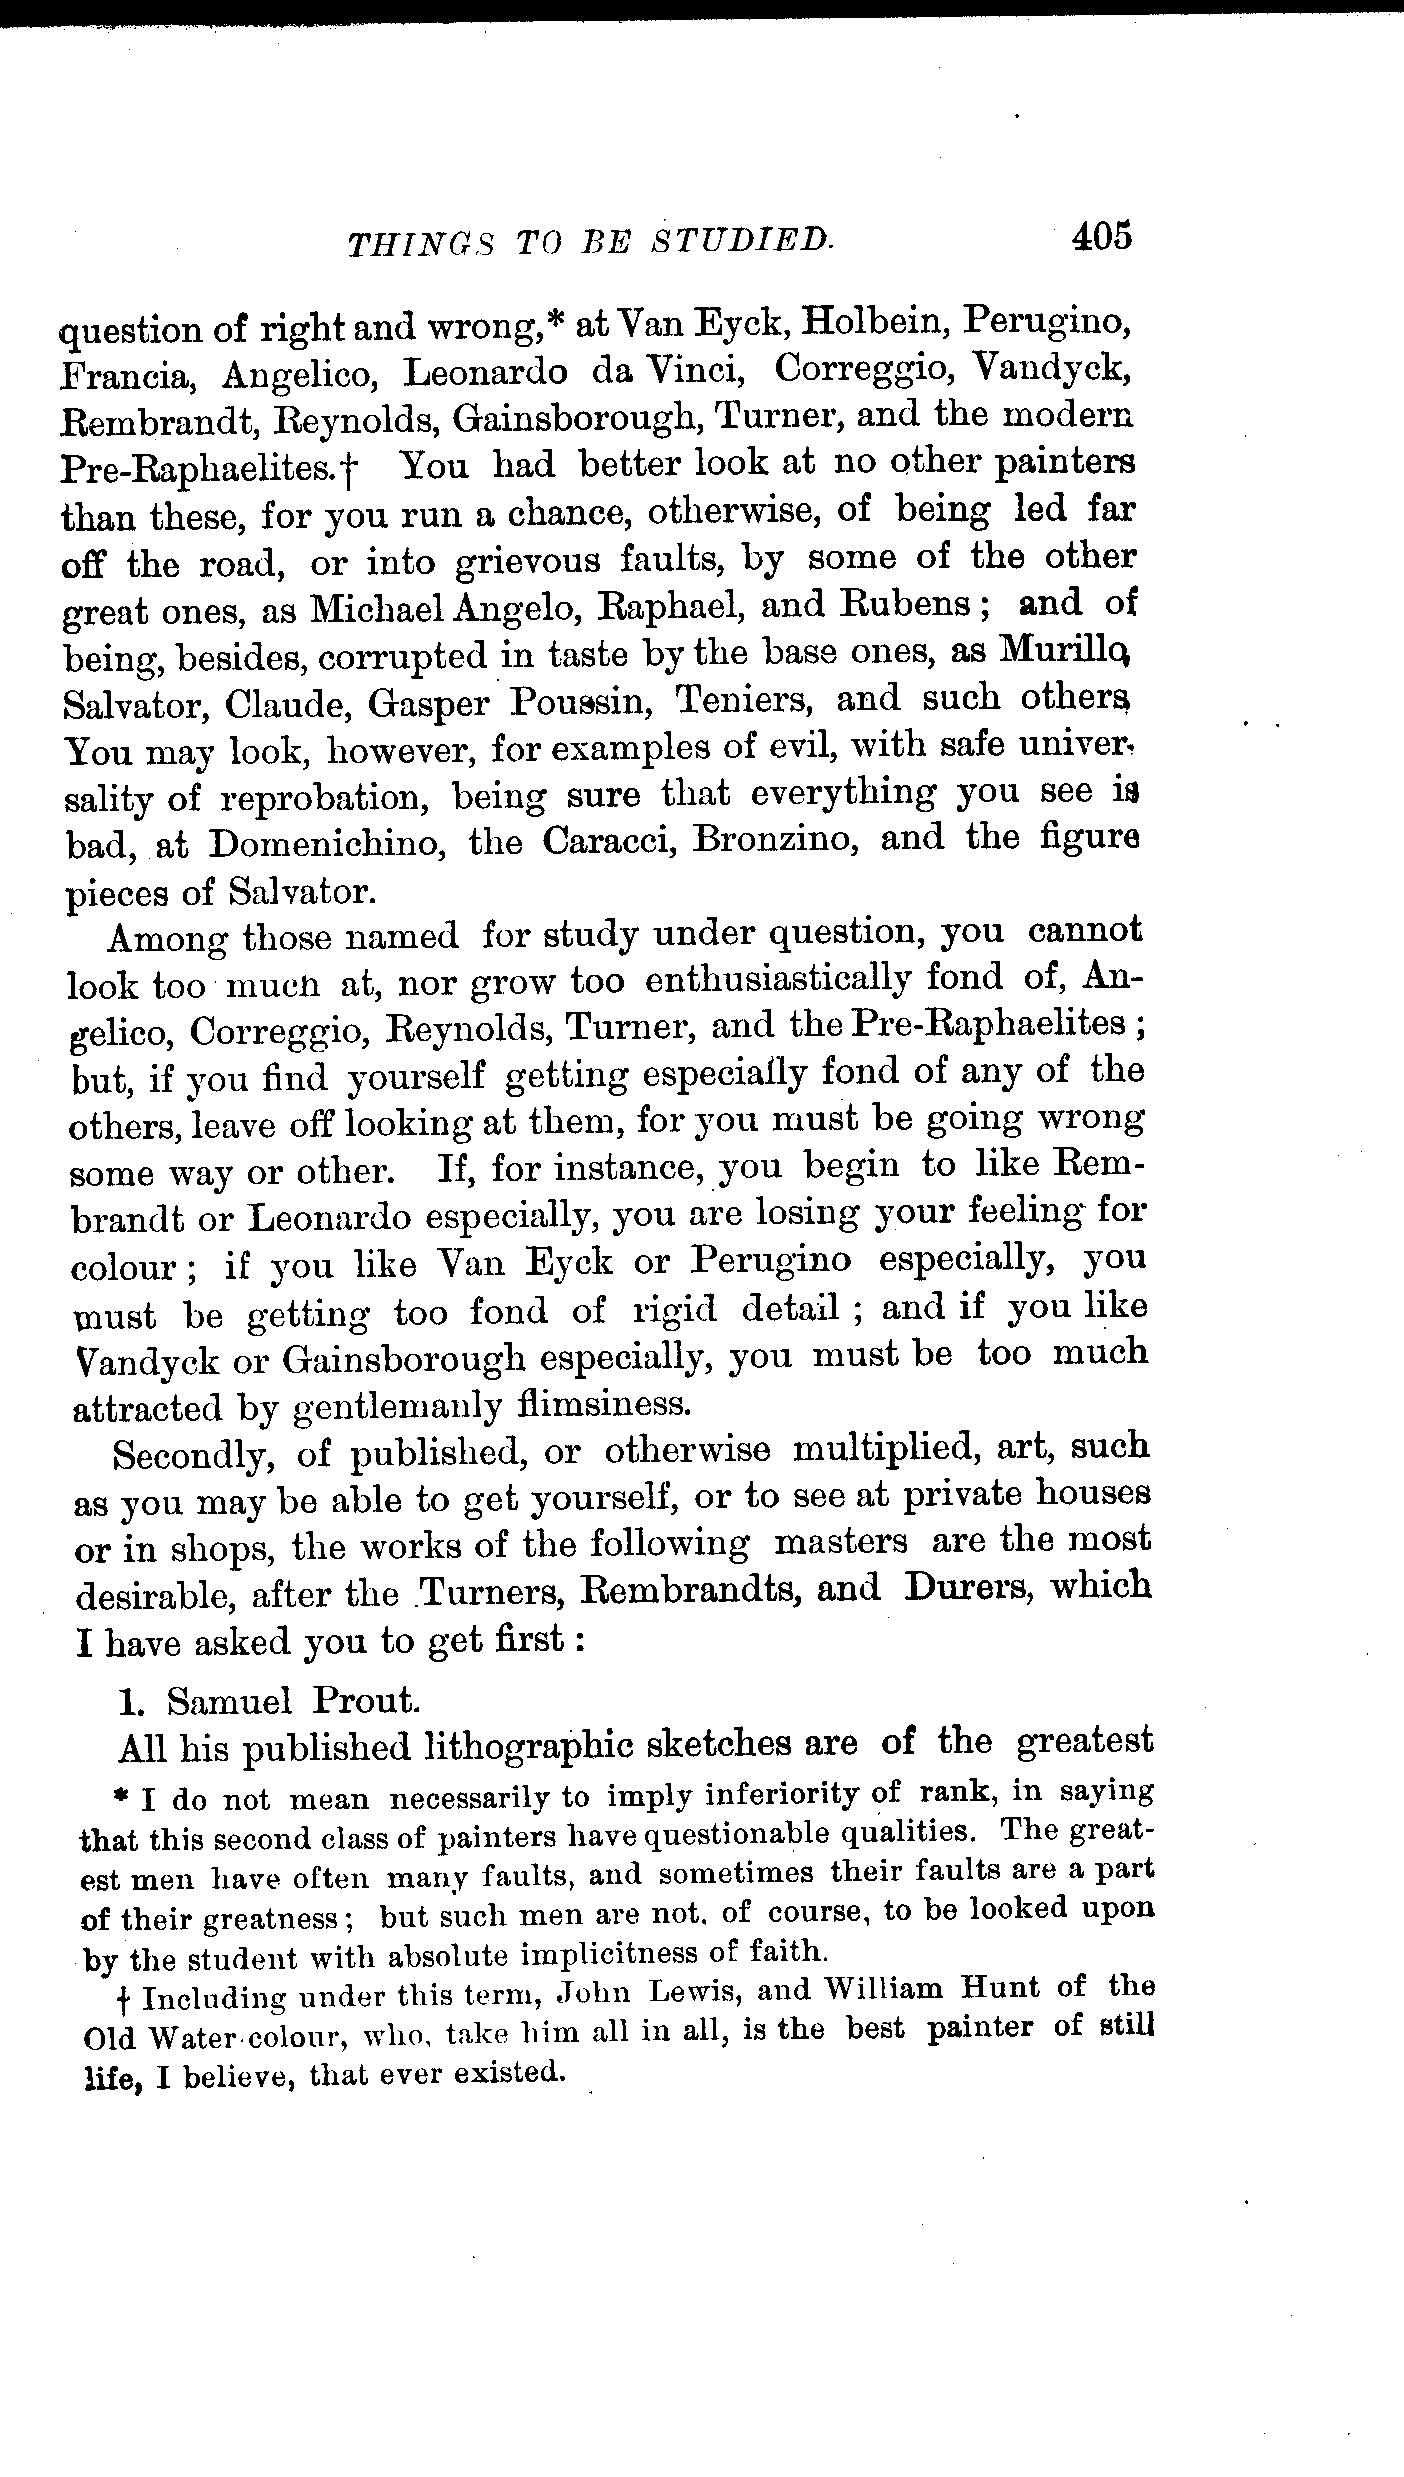 THINGS TO BE STUDIED. 405
question of right and wrong,* at Van Eyck, Holbein, Perugino,
Francia, Angelico, Leonardo da Vinci, Correggio, Vandyck,
Rembrandt, Reynolds, Gainsborough, Turner, and the modern
Pre-Raphaelites.† You had better look at no other painters
than these, for you run a chance, otherwise, of being led far
off the road, or into grievous faults, by some of the other
great ones, as Michael Angelo, Raphael, and Rubens; and of
being, besides, corrupted in taste by the base ones, as Murillo,
Salvator, Claude, Gasper Poussin, Teniers, and such others.
You may look, however, for examples of evil, with safe univer-
sality of reprobation, being sure that everything you see is
bad, at Domenichino, the Caracci, Bronzino, and the figure
pieces of Salvator.
Among those named for study under question, you cannot
look too much at, nor grow too enthusiastically fond of, An-
gelico, Correggio, Reynolds, Turner, and the Pre-Raphaelites;
but, if you find yourself getting especially fond of any of the
others, leave off looking at them, for you must be going wrong
some way or other. If, for instance, you begin to like Rem-
brandt or Leonardo especially, you are losing your feeling for
colour; if you like Van Eyck or Perugino especially, you
must be getting too fond of rigid detail; and if you like
Vandyck or Gainsborough especially, you must be too much
attracted by gentlemanly flimsiness.
Secondly, of published, or otherwise multiplied, art, such
as you may be able to get yourself, or to see at private houses
or in shops, the works of the following masters are the most
desirable, after the Turners, Rembrandts, and Durers, which
I have asked you to get first:
1. Samuel Prout.
All his published lithographic sketches are of the greatest
* I do not mean necessarily to imply inferiority of rank, in saying
that this second class of painters have questionable qualities. The great-
est men have often many faults, and sometimes their faults are a part
of their greatness; but such men are not, of course, to be looked upon
by the student with absolute implicitness of faith.
† Including under this term, John Lewis, and William Hunt of the
Old Water-colour, who, take him all in all, is the best painter of still
life, I believe, that ever existed.